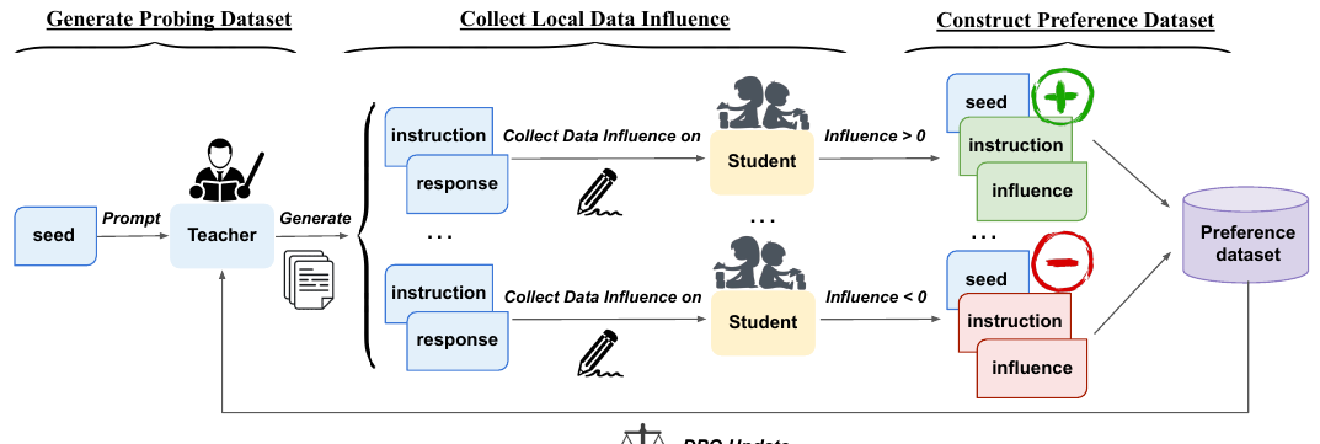 Generate Probing Dataset
Collect Local Data Influence
Construct Preference Dataset
seed
Prompt
Teacher
Generate
instruction
response
Collect Data Influence on
Student
Influence > 0
seed
instruction
influence
...
...
...
instruction
response
Collect Data Influence on
Student
Influence < 0
seed
instruction
influence
Preference
dataset
DPO Update